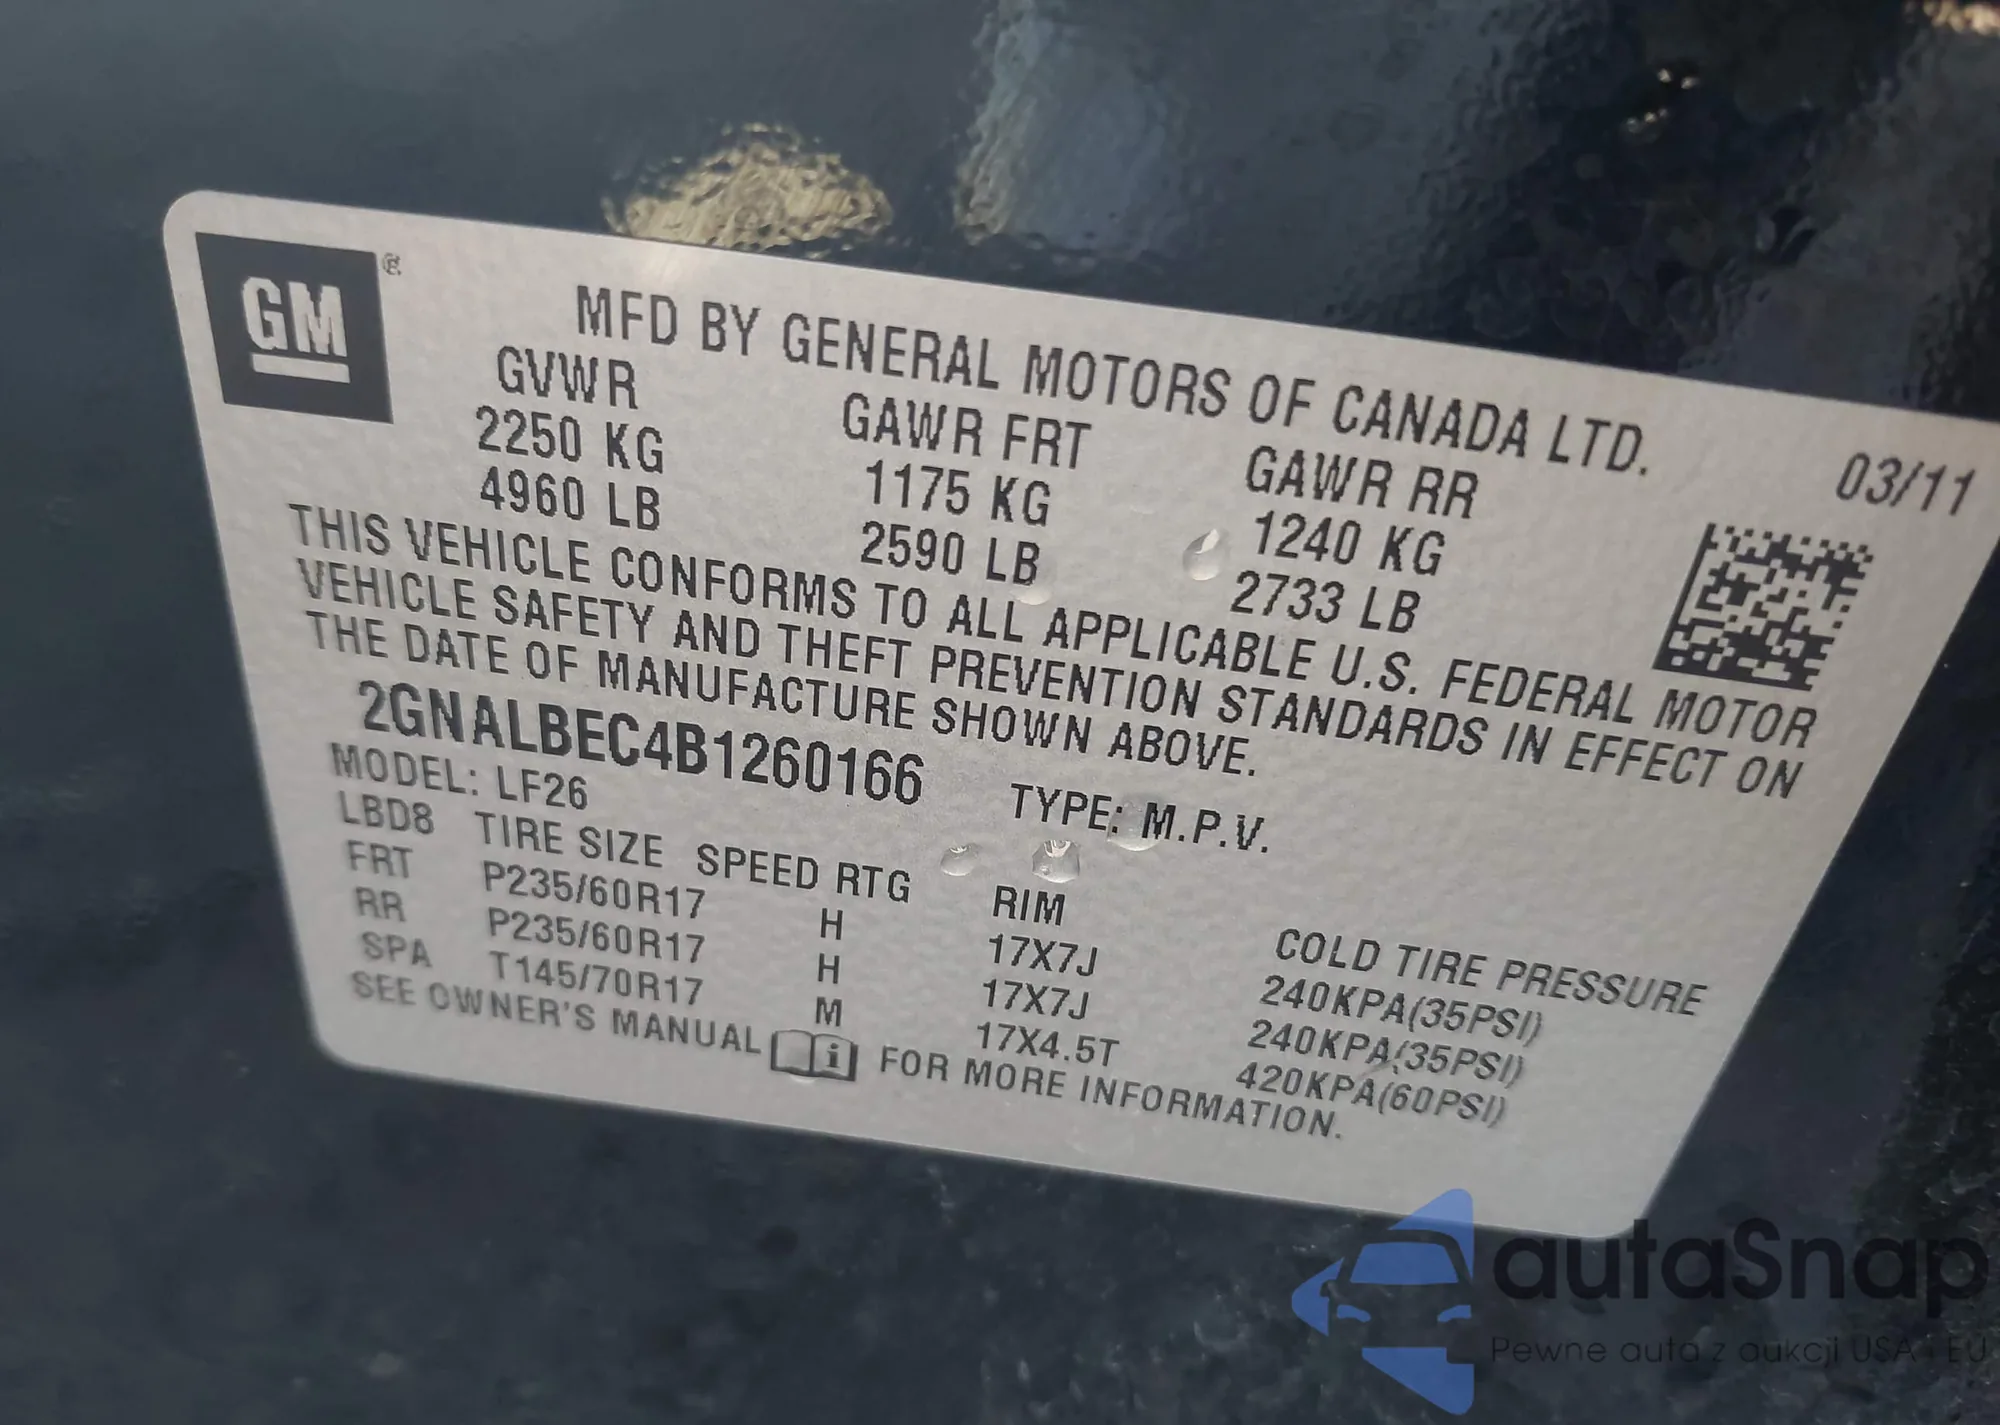 GM ®
MFD BY GENERAL MOTORS OF CANADA LTD.
03/11
GVWR GAWR FRT GAWR RR
2250 KG 1175 KG 1240 KG
4960 LB 2590 LB 2733 LB
THIS VEHICLE CONFORMS TO ALL APPLICABLE U.S. FEDERAL MOTOR
VEHICLE SAFETY AND THEFT PREVENTION STANDARDS IN EFFECT ON
THE DATE OF MANUFACTURE SHOWN ABOVE.
2GNALBEC4B1260166 TYPE: M.P.V.
MODEL: LF26
LBD8 TIRE SIZE SPEED RTG RIM COLD TIRE PRESSURE
FRT P235/60R17 H 17X7J 240KPA(35PSI)
RR P235/60R17 H 17X7J 240KPA(35PSI)
SPA T145/70R17 M 17X4.5T 420KPA(60PSI)
SEE OWNER'S MANUAL i FOR MORE INFORMATION.
autaSnap
Pewne auta z aukcji USA i EU